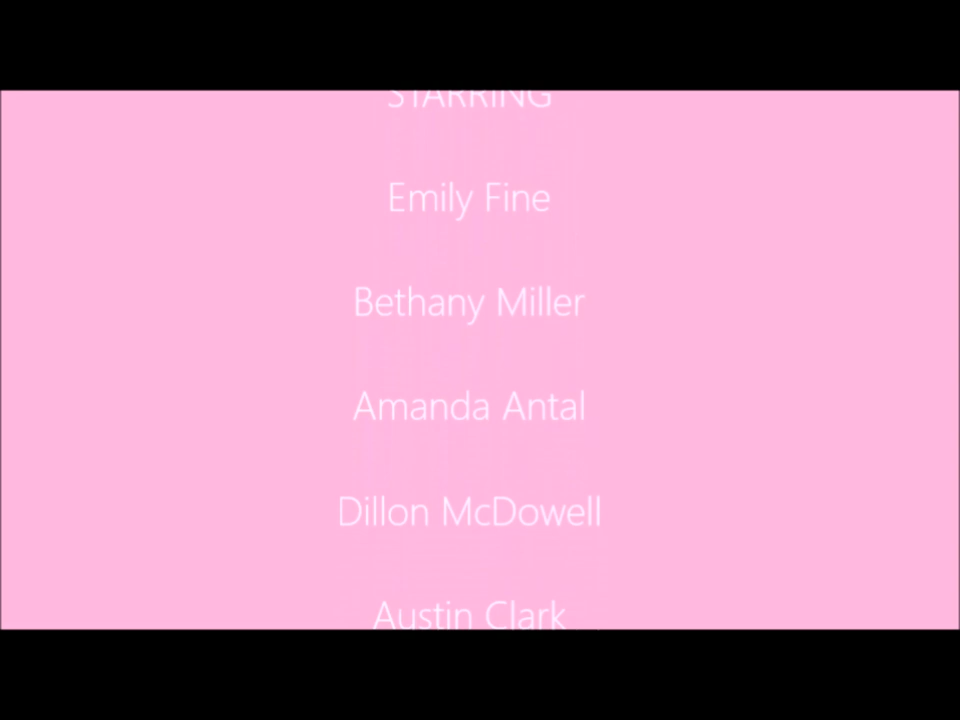 STARRING
Emily Fine
Bethany Miller
Amanda Antal
Dillon McDowell
Austin Clark